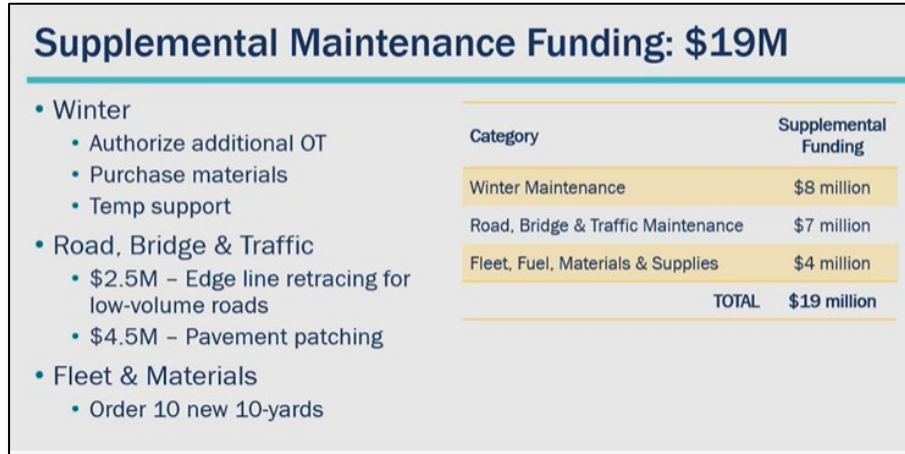 Supplemental Maintenance Funding: $19M
• Winter
• Authorize additional OT
• Purchase materials
• Temp support
• Road, Bridge & Traffic
• $2.5M – Edge line retracing for
low-volume roads
• $4.5M – Pavement patching
• Fleet & Materials
• Order 10 new 10-yards
Category Supplemental
Funding
Winter Maintenance $8 million
Road, Bridge & Traffic Maintenance $7 million
Fleet, Fuel, Materials & Supplies $4 million
TOTAL $19 million